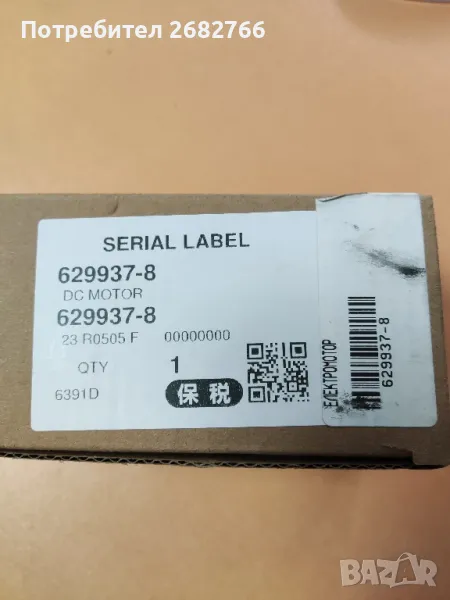 Потребител 2682766
SERIAL LABEL
629937-8
DC MOTOR
629937-8
23 R0505 F 00000000
QTY 1
6391D 保税
ЕЛЕКТРОМОТОР
629937-8
BAZAR